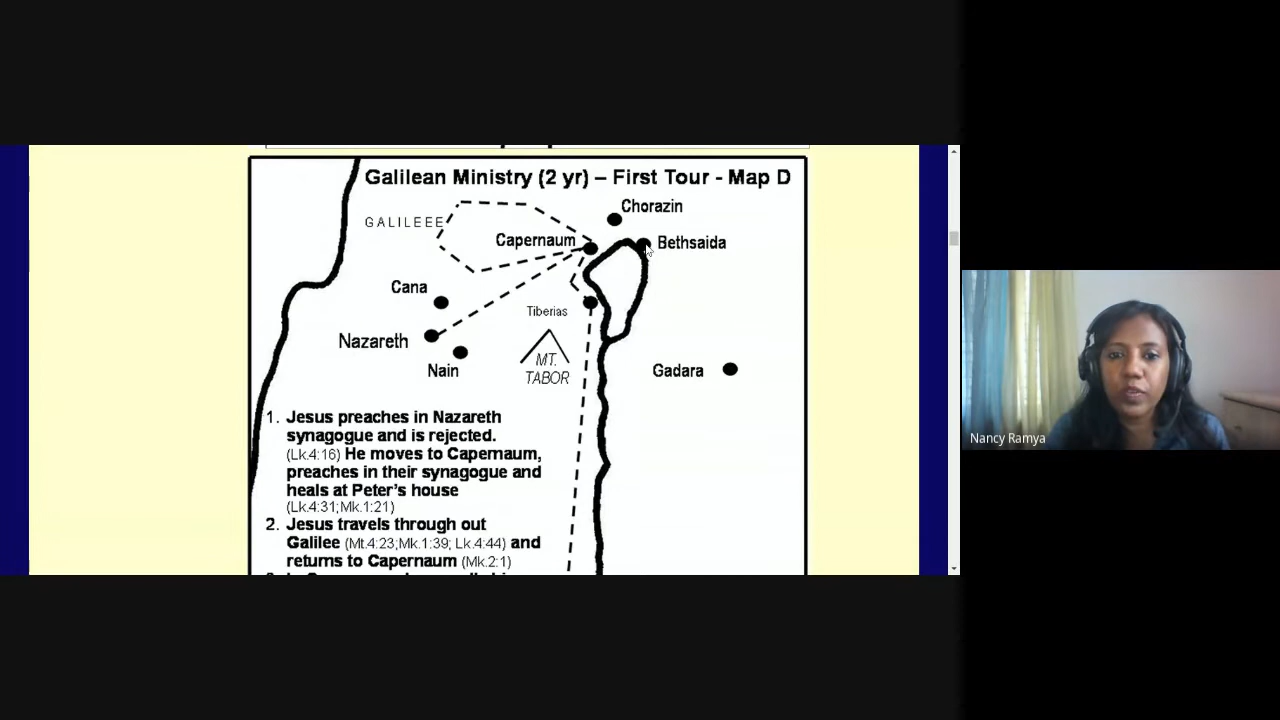 Galilean Ministry (2 yr) – First Tour - Map D
Chorazin
GALILEEE
Capernaum
Bethsaida
Cana
Tiberias
Nazareth
MT.
TABOR
Nain
Gadara
1. Jesus preaches in Nazareth
synagogue and is rejected.
(Lk.4:16) He moves to Capernaum,
preaches in their synagogue and
heals at Peter's house
(Lk.4:31;Mk.1:21)
2. Jesus travels through out
Galilee (Mt.4:23;Mk.1:39; Lk.4:44) and
returns to Capernaum (Mk.2:1)
Nancy Ramya